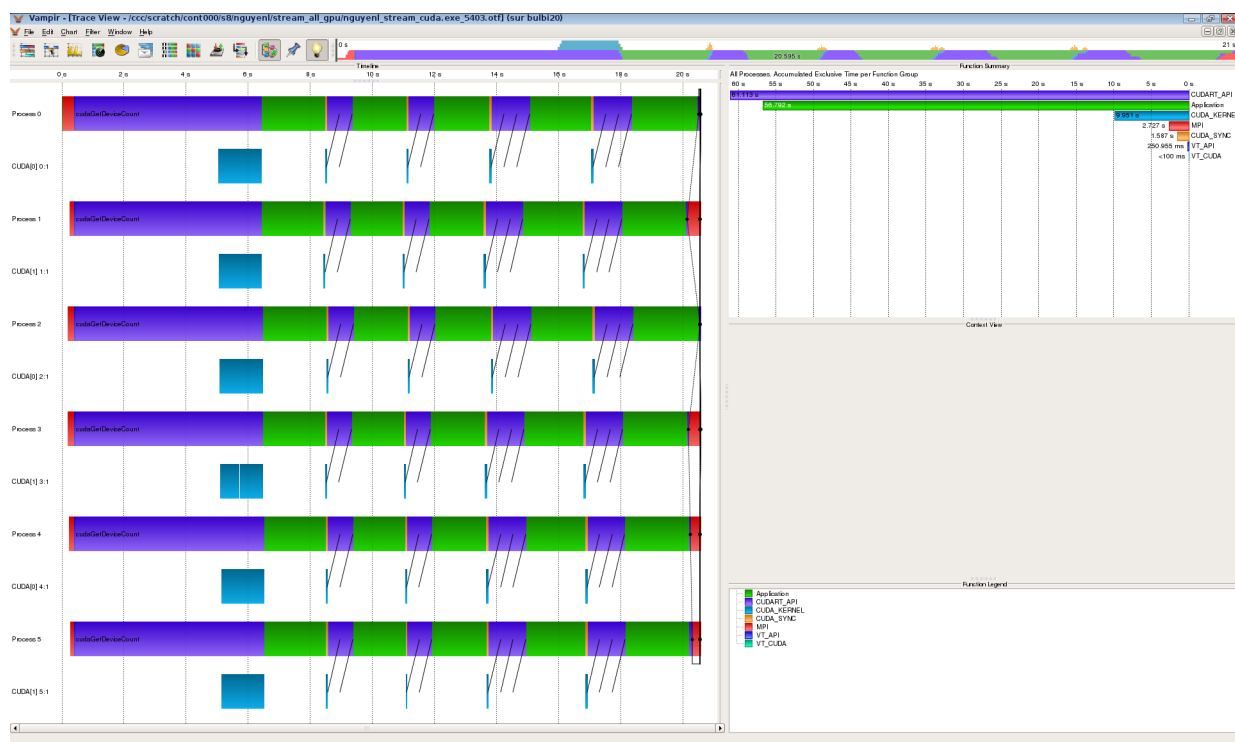 Vampir - [Trace View - /ccc/scratch/cont000/s8/nguyenl/stream_all_gpu/nguyenl_stream_cuda.exe_5403.otf] (sur bulbi20)
File Edit Chart Filter Window Help
0 s 21 s
20.595 s
Timeline
0 s 2 s 4 s 6 s 8 s 10 s 12 s 14 s 16 s 18 s 20 s
Process 0 cudaGetDeviceCount
CUDA[0] 0:1
Process 1 cudaGetDeviceCount
CUDA[1] 1:1
Process 2 cudaGetDeviceCount
CUDA[0] 2:1
Process 3 cudaGetDeviceCount
CUDA[1] 3:1
Process 4 cudaGetDeviceCount
CUDA[0] 4:1
Process 5 cudaGetDeviceCount
CUDA[1] 5:1
Function Summary
All Processes, Accumulated Exclusive Time per Function Group
60 s 55 s 50 s 45 s 40 s 35 s 30 s 25 s 20 s 15 s 10 s 5 s 0 s
61.113 s CUDART_API
56.792 s Application
9.951 s CUDA_KERNE
2.727 s MPI
1.587 s CUDA_SYNC
250.955 ms VT_API
<100 ms VT_CUDA
Context View
Function Legend
Application
CUDART_API
CUDA_KERNEL
CUDA_SYNC
MPI
VT_API
VT_CUDA